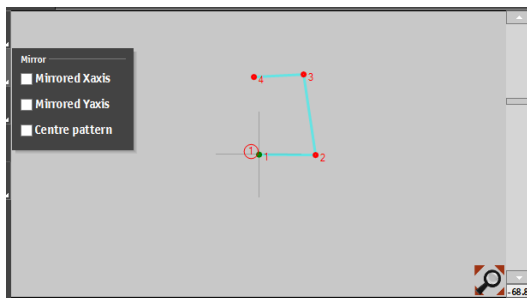 Mirror
Mirrored Xaxis
Mirrored Yaxis
Centre pattern
4
3
1
1
2
-68.8